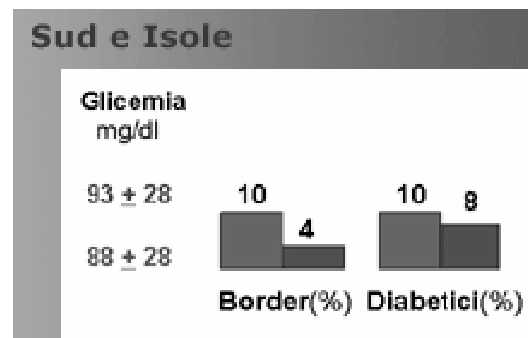 Sud e Isole
Glicemia
mg/dl
93 ± 28
10
4
10
8
88 ± 28
Border(%) Diabetici(%)